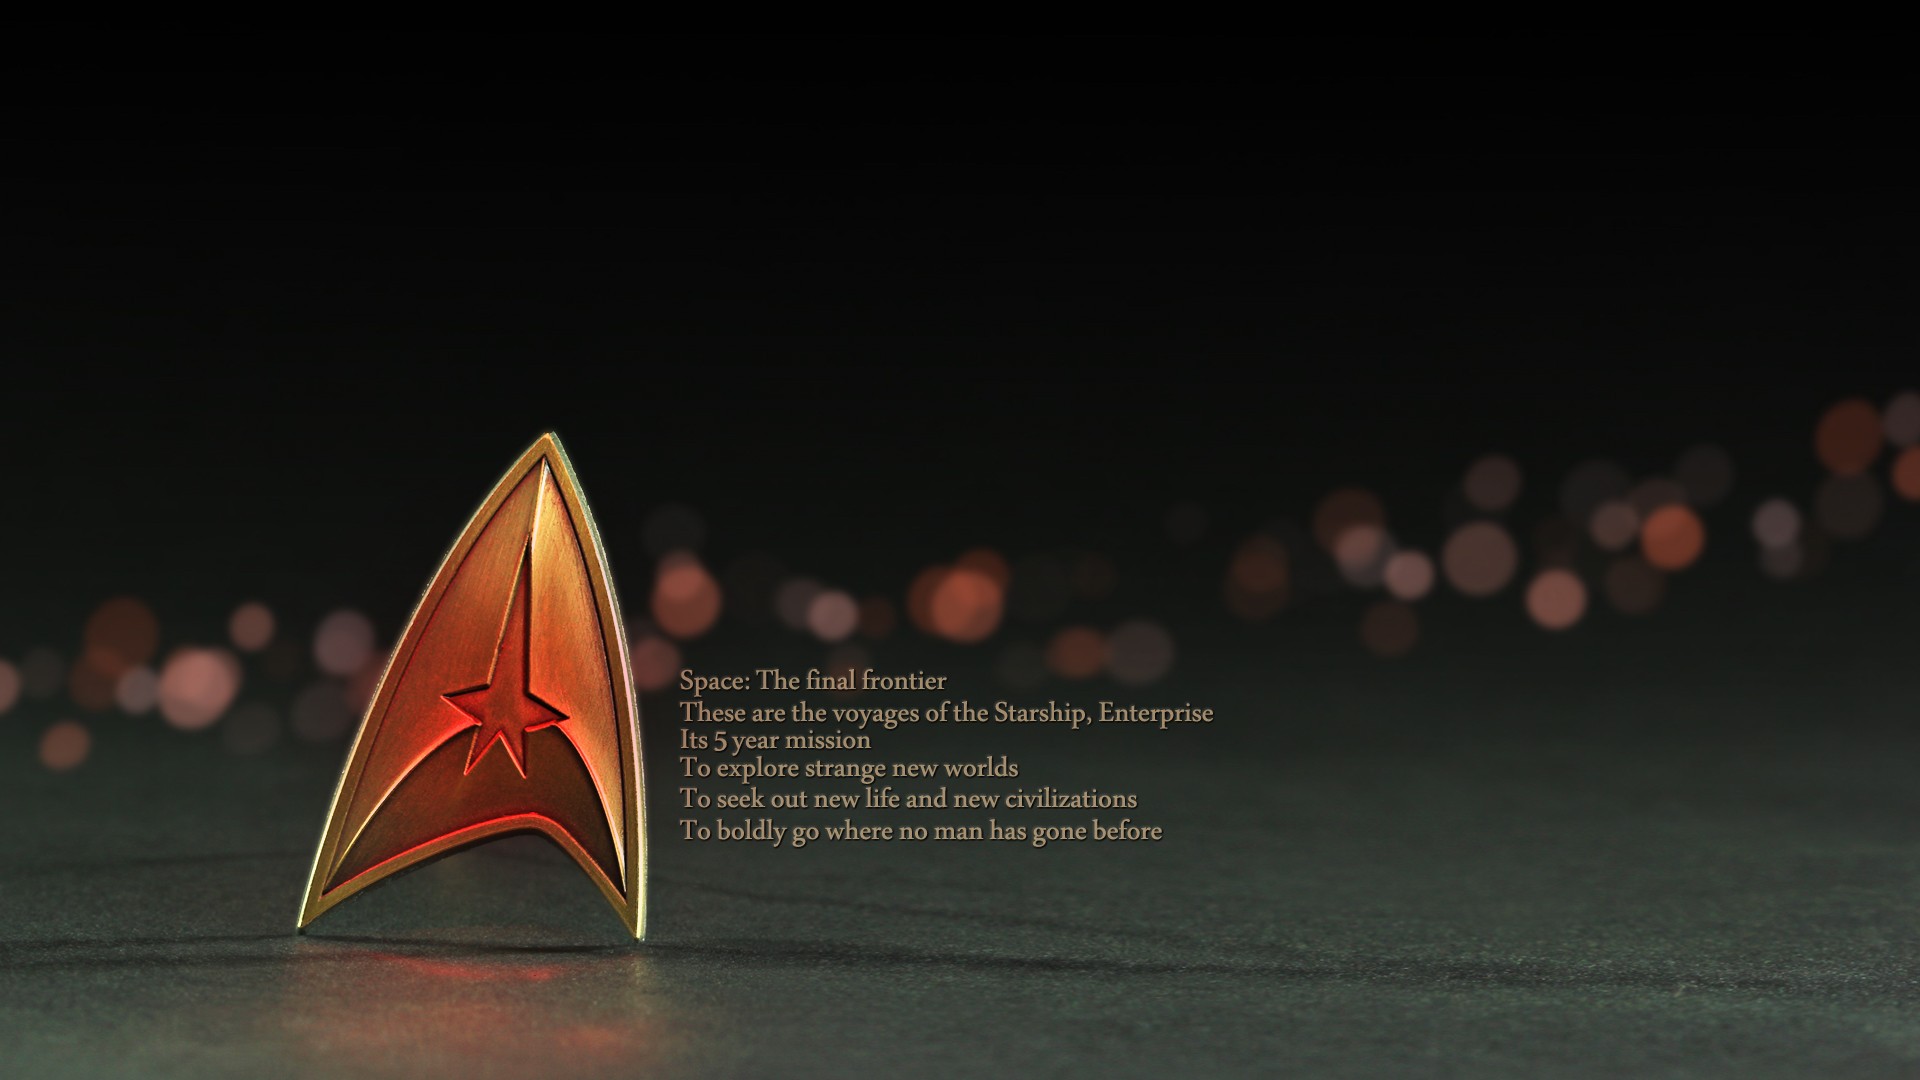 Space: The final frontier
These are the voyages of the Starship, Enterprise
Its 5 year mission
To explore strange new worlds
To seek out new life and new civilizations
To boldly go where no man has gone before